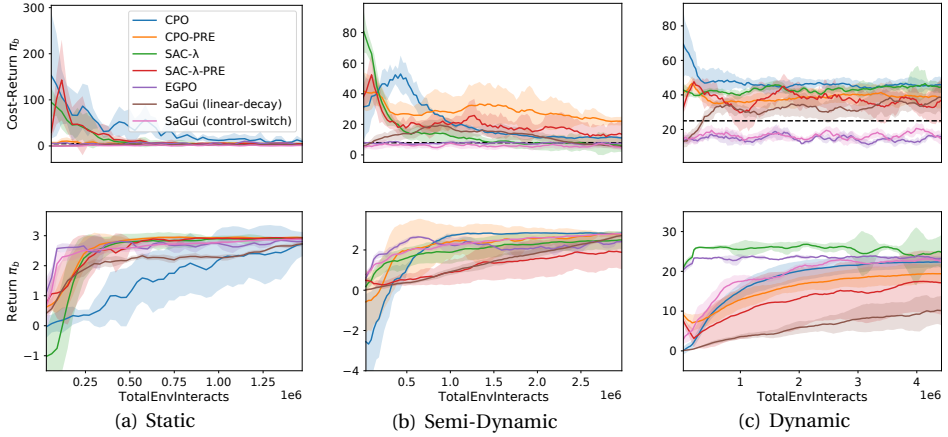 Cost-Return π_b
300
200
100
0
CPO
CPO-PRE
SAC-λ
SAC-λ-PRE
EGPO
SaGui (linear-decay)
SaGui (control-switch)
80
60
40
20
0
80
60
40
20
Return π_b
3
2
1
0
−1
0.25 0.50 0.75 1.00 1.25
TotalEnvInteracts 1e6
2
0
−2
−4
0.5 1.0 1.5 2.0 2.5
TotalEnvInteracts 1e6
30
20
10
0
1 2 3 4
TotalEnvInteracts 1e6
(a) Static
(b) Semi-Dynamic
(c) Dynamic